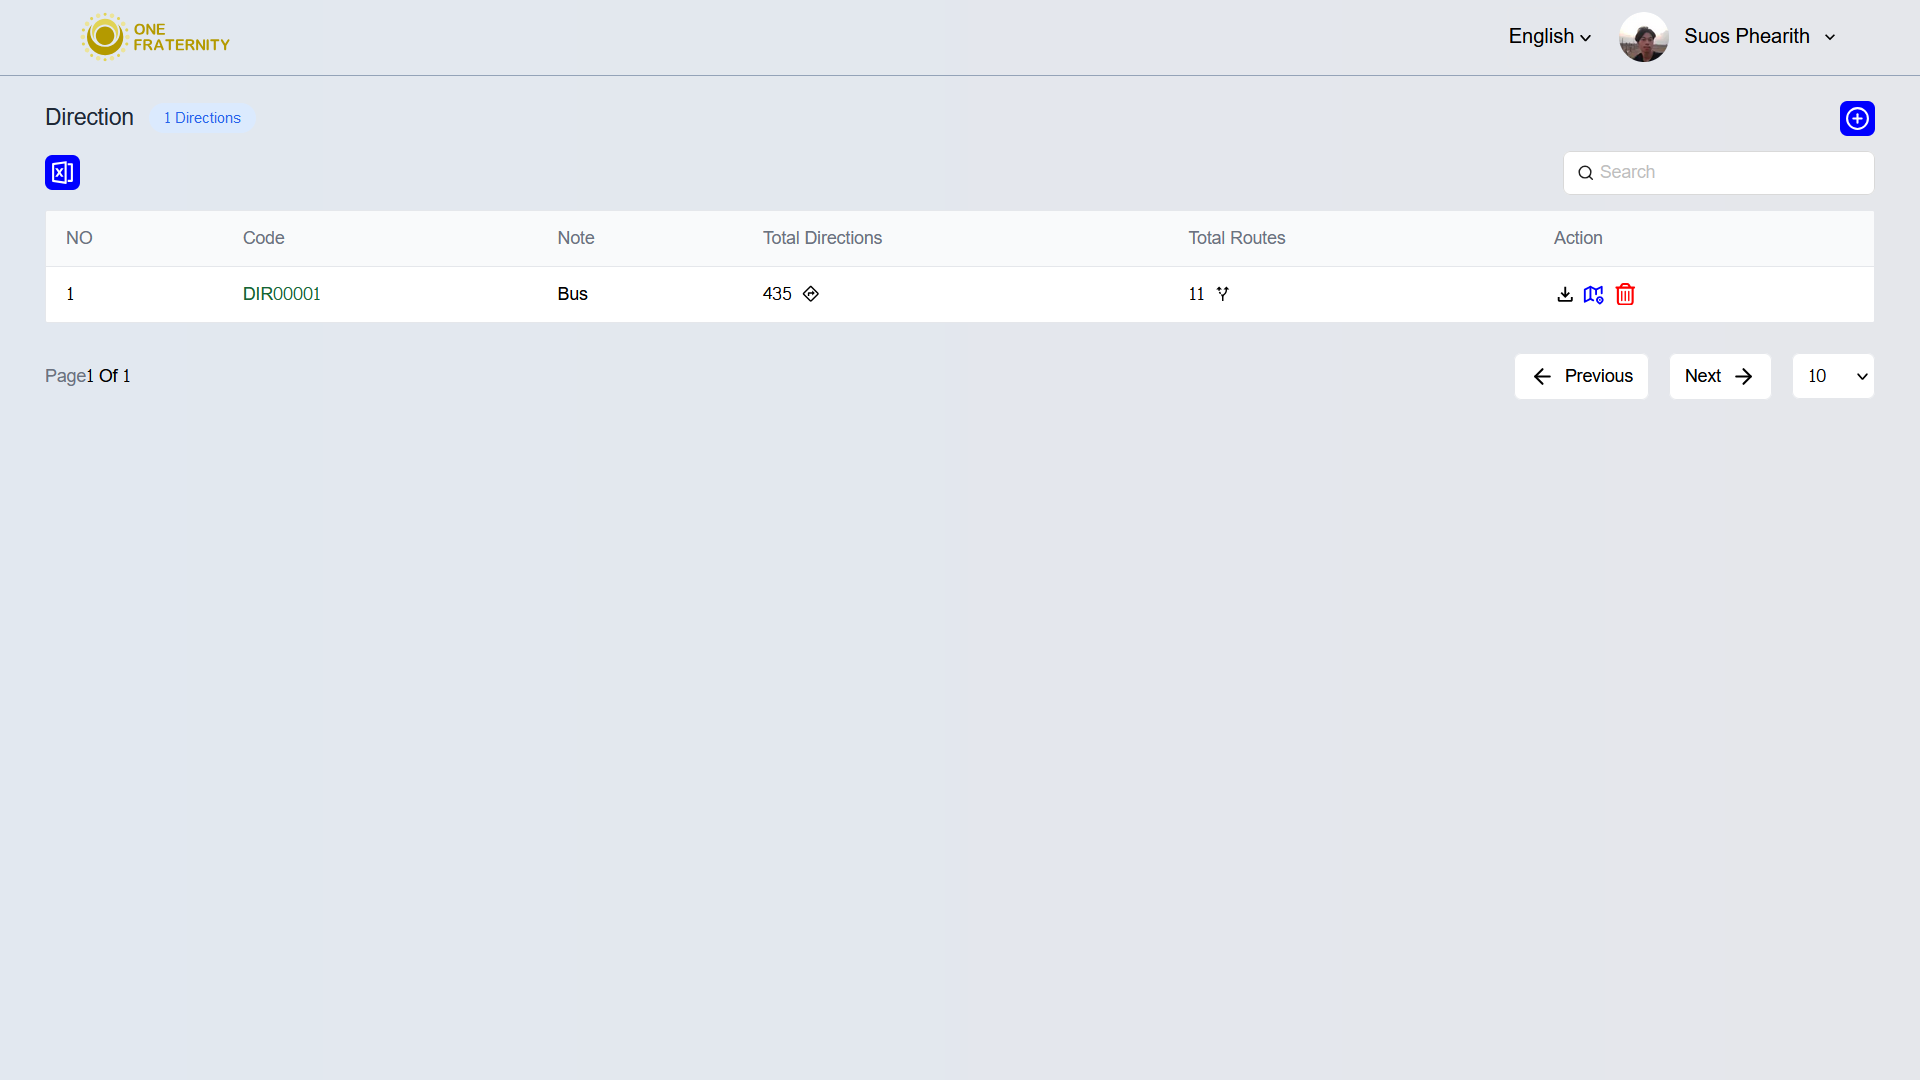 ONE
FRATERNITY
English
Suos Phearith
Direction
1 Directions
Search
NO Code Note Total Directions Total Routes Action
1 DIR00001 Bus 435 11
Page1 Of 1
Previous
Next
10